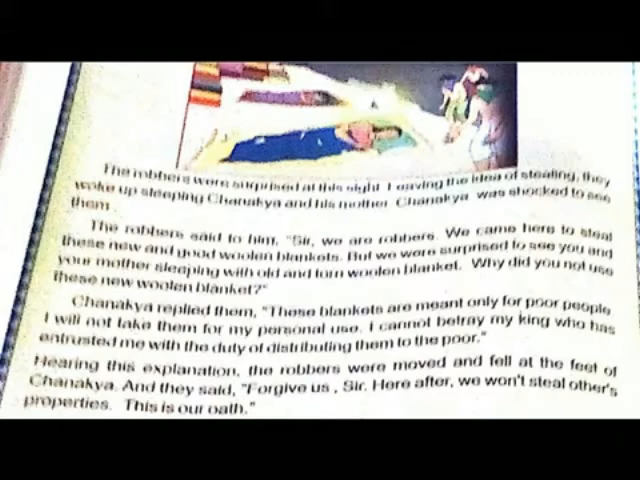 The robbers were surprised at this sight. Leaving the idea of stealing, they
woke up sleeping Chanakya and his mother. Chanakya was shocked to see
them.
The robbers said to him, "Sir, we are robbers. We came here to steal
these new and good woolen blankets. But we were surprised to see you and
your mother sleeping with old and torn woolen blanket. Why did you not use
these new woolen blanket?"
Chanakya replied them, "These blankets are meant only for poor people
I will not take them for my personal use. I cannot betray my king who has
entrusted me with the duty of distributing them to the poor."
Hearing this explanation, the robbers were moved and fell at the feet of
Chanakya. And they said, "Forgive us , Sir. Here after, we won't steal other's
properties. This is our oath."